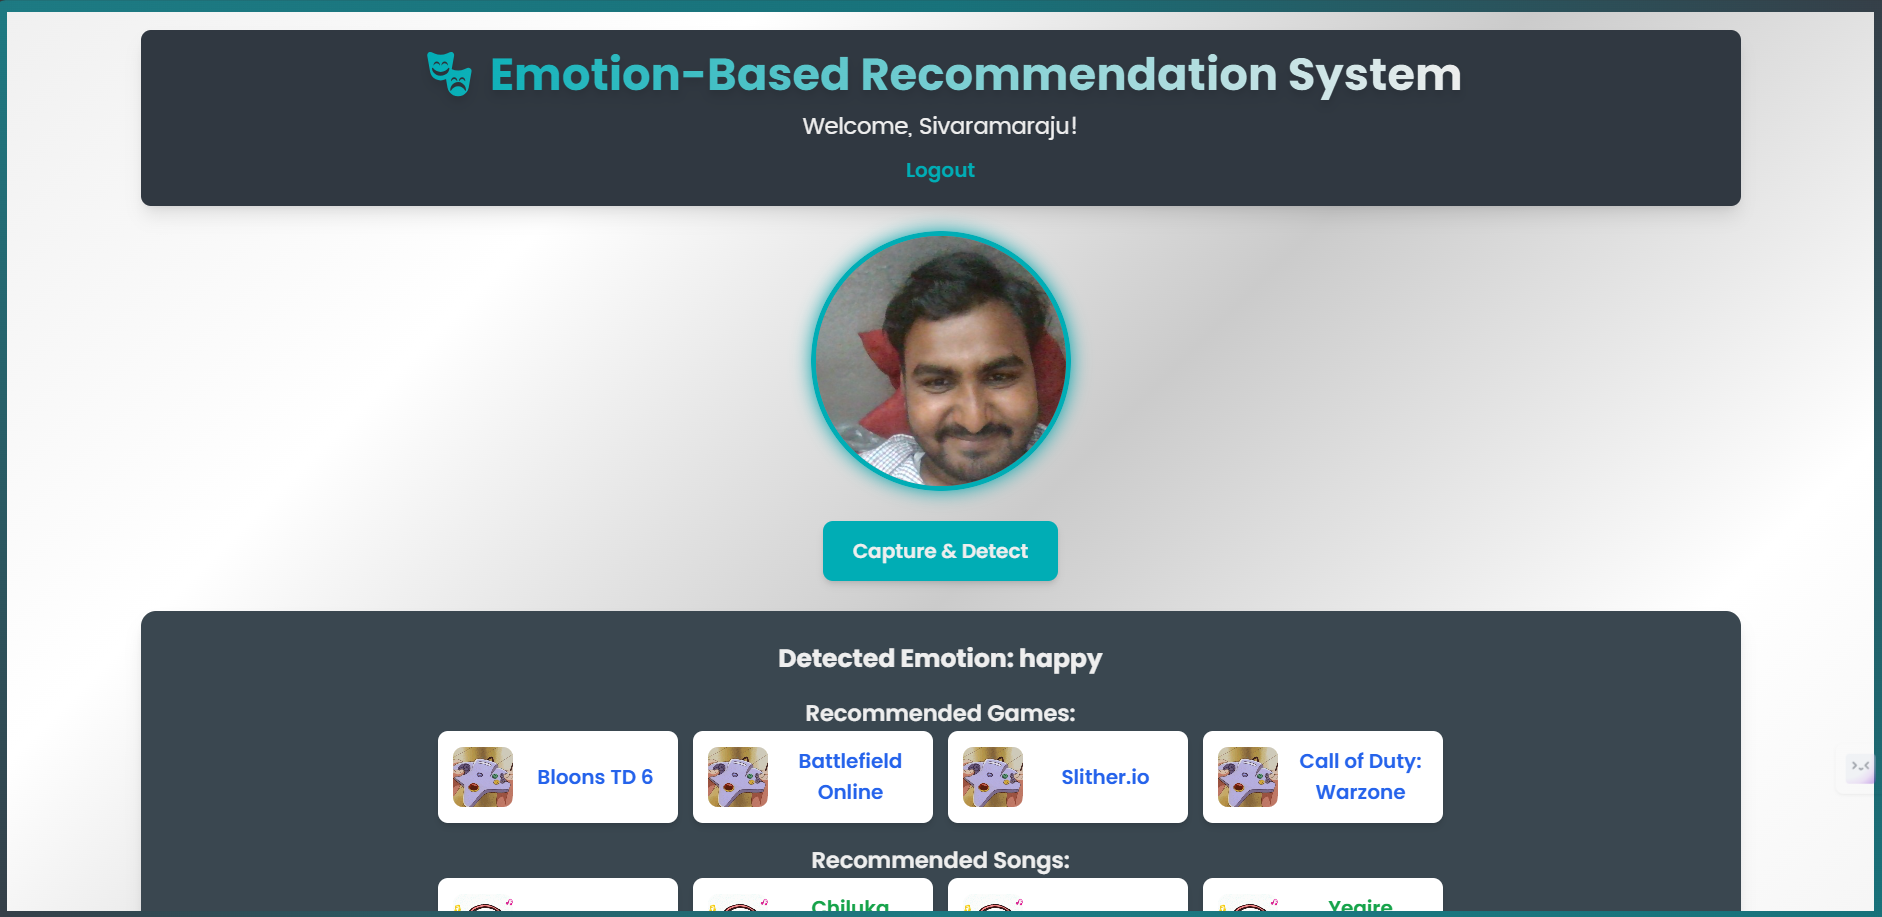 Emotion-Based Recommendation System
Welcome, Sivaramaraju!
Logout
Capture & Detect
Detected Emotion: happy
Recommended Games:
Bloons TD 6
Battlefield
Online
Slither.io
Call of Duty:
Warzone
Recommended Songs:
Chiluka
Yegire